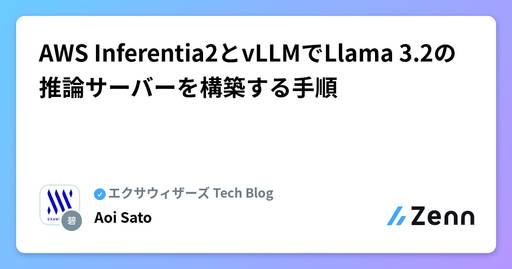 AWS Inferentia2とvLLMでLlama 3.2の
推論サーバーを構築する手順
エクサウィザーズ Tech Blog
碧
Aoi Sato
Zenn